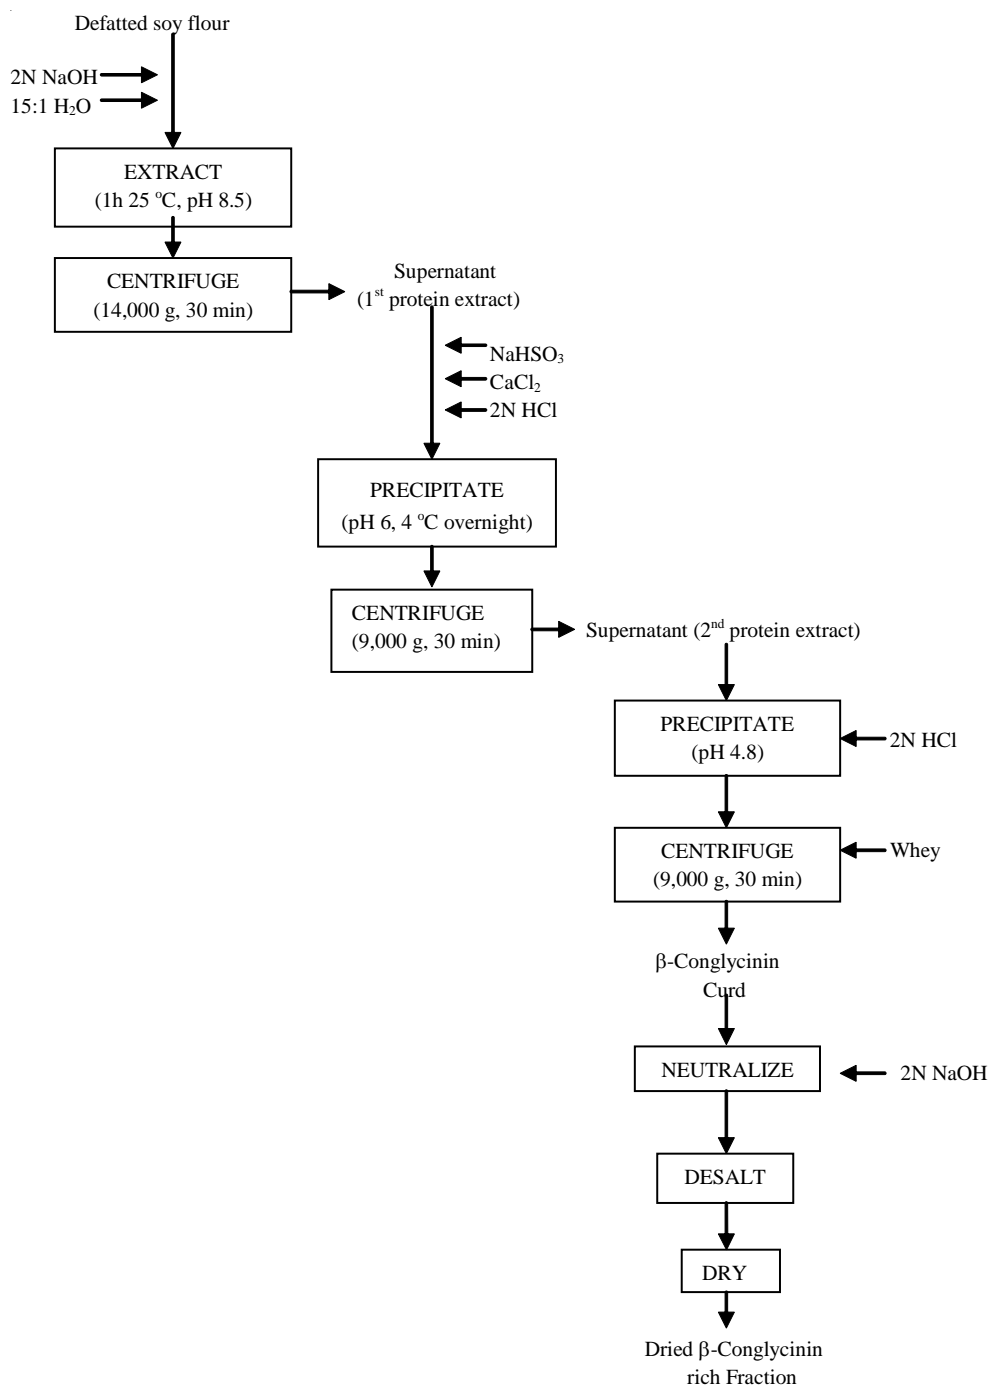 Defatted soy flour
2N NaOH
15:1 H₂O
EXTRACT
(1h 25 °C, pH 8.5)
CENTRIFUGE
(14,000 g, 30 min)
Supernatant
(1ˢᵗ protein extract)
NaHSO₃
CaCl₂
2N HCl
PRECIPITATE
(pH 6, 4 °C overnight)
CENTRIFUGE
(9,000 g, 30 min)
Supernatant (2ⁿᵈ protein extract)
PRECIPITATE
(pH 4.8)
2N HCl
CENTRIFUGE
(9,000 g, 30 min)
Whey
β-Conglycinin
Curd
NEUTRALIZE
2N NaOH
DESALT
DRY
Dried β-Conglycinin
rich Fraction